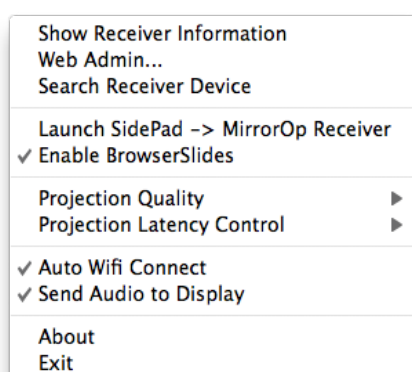 Show Receiver Information
Web Admin...
Search Receiver Device
Launch SidePad -> MirrorOp Receiver
Enable BrowserSlides
Projection Quality
Projection Latency Control
Auto Wifi Connect
Send Audio to Display
About
Exit